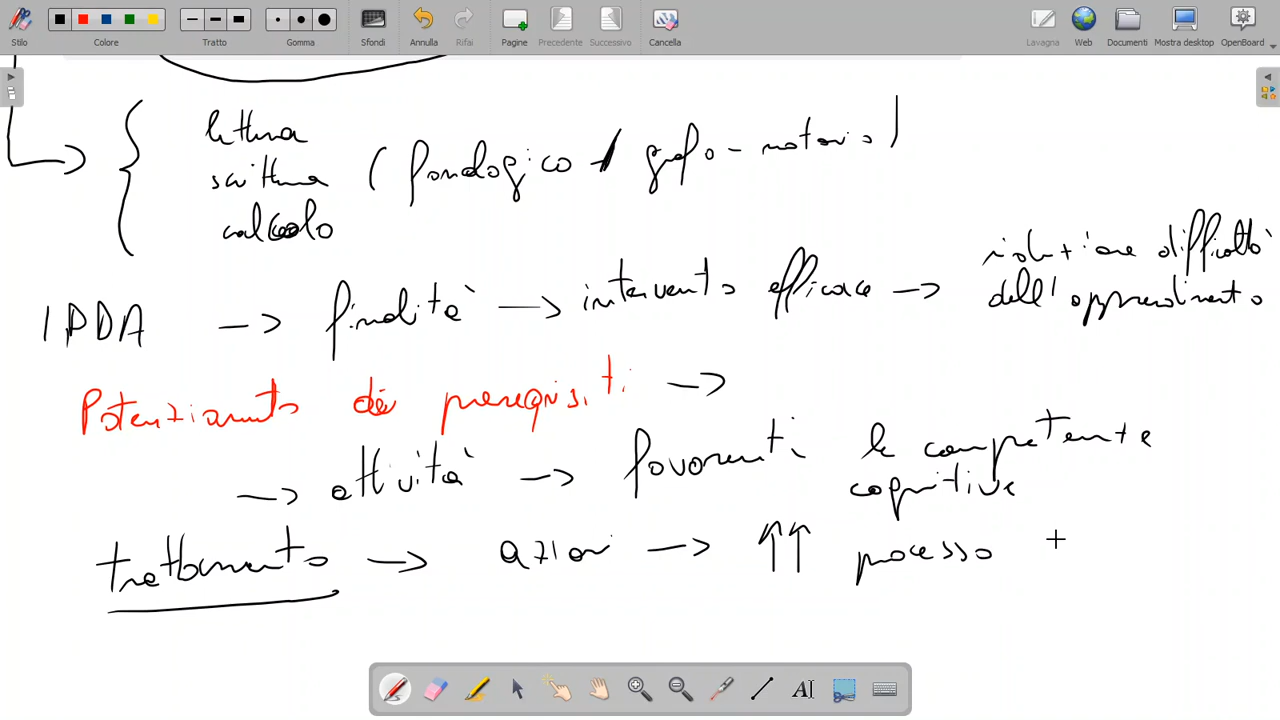 Stilo Colore Tratto Gomma Sfondi Annulla Rifai Pagine Precedente Successivo Cancella Lavagna Web Documenti Mostra desktop OpenBoard
lettura
scrittura (fonologico + grafo-motorio)
calcolo
IPDA → finalità → intervento efficace → risoluzione difficoltà
dell'apprendimento
Potenziamento dei prerequisiti →
→ attività → favorenti le competenze
cognitive
trattamento → azioni → ↑↑ processo +